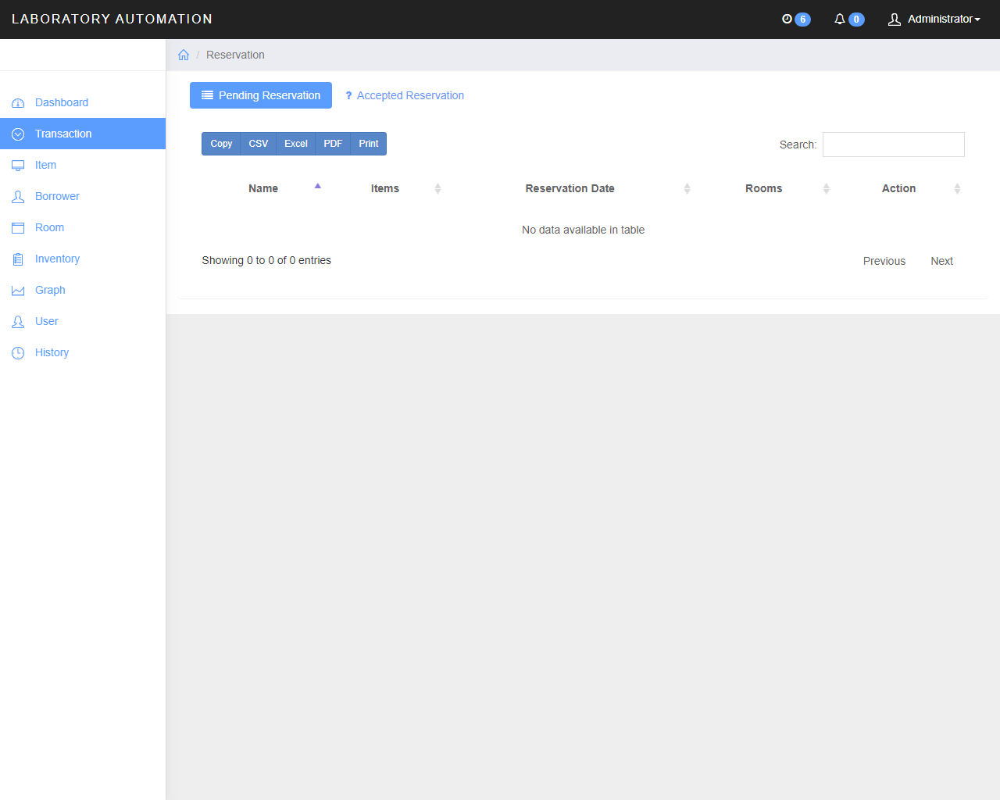 LABORATORY AUTOMATION
6
0
Administrator
/ Reservation
Dashboard
Transaction
Item
Borrower
Room
Inventory
Graph
User
History
Pending Reservation
? Accepted Reservation
Copy CSV Excel PDF Print
Search:
Name Items Reservation Date Rooms Action
No data available in table
Showing 0 to 0 of 0 entries
Previous Next